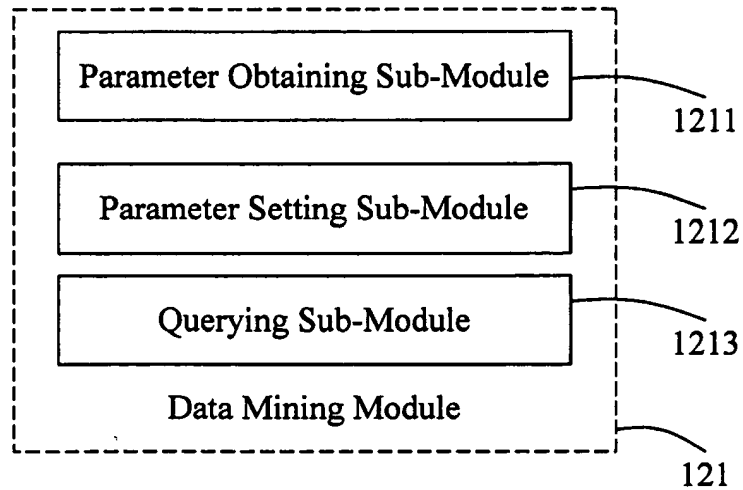 Parameter Obtaining Sub-Module
1211
Parameter Setting Sub-Module
1212
Querying Sub-Module
1213
Data Mining Module
121